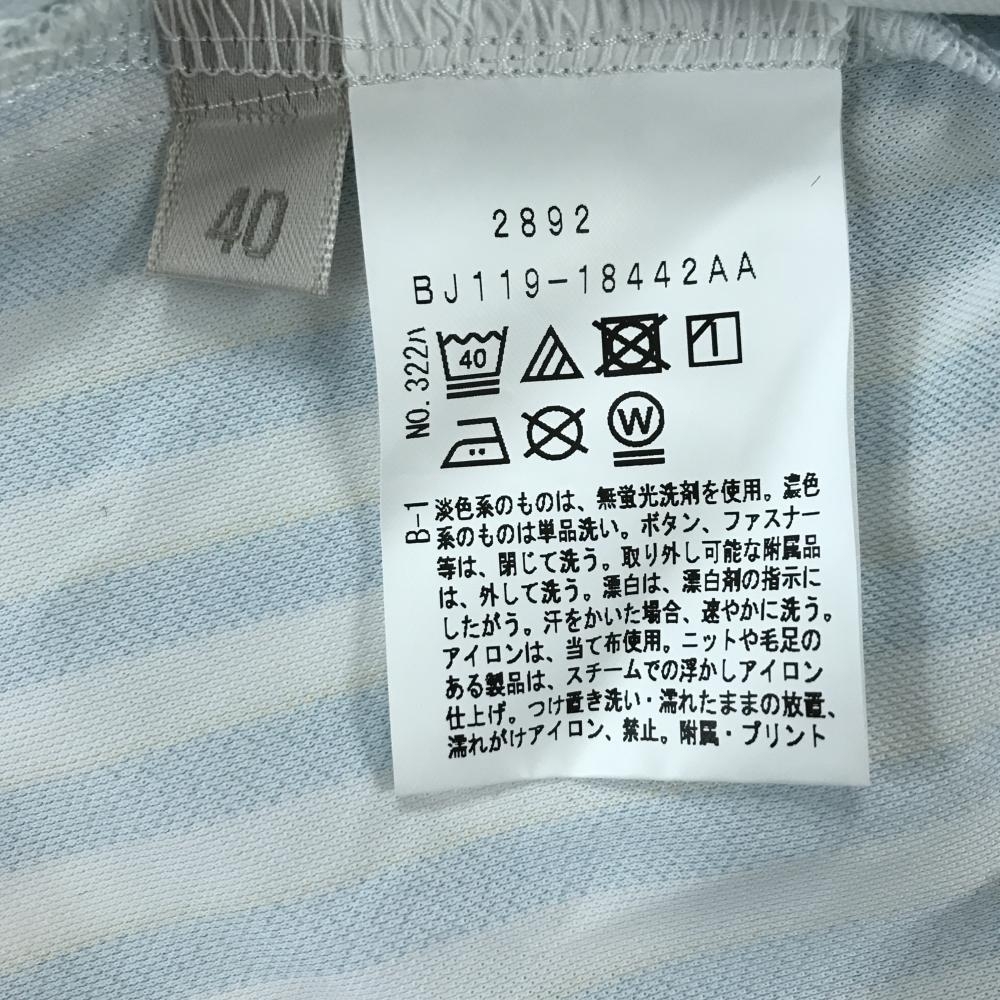 40
2892
BJ119-18442AA
NO.322ハ
40
W
B-1
淡色系のものは、無蛍光洗剤を使用。濃色
系のものは単品洗い。ボタン、ファスナー
等は、閉じて洗う。取り外し可能な附属品
は、外して洗う。漂白は、漂白剤の指示に
したがう。汗をかいた場合、速やかに洗う。
アイロンは、当て布使用。ニットや毛足の
ある製品は、スチームでの浮かしアイロン
仕上げ。つけ置き洗い・濡れたままの放置、
濡れがけアイロン、禁止。附属・プリント